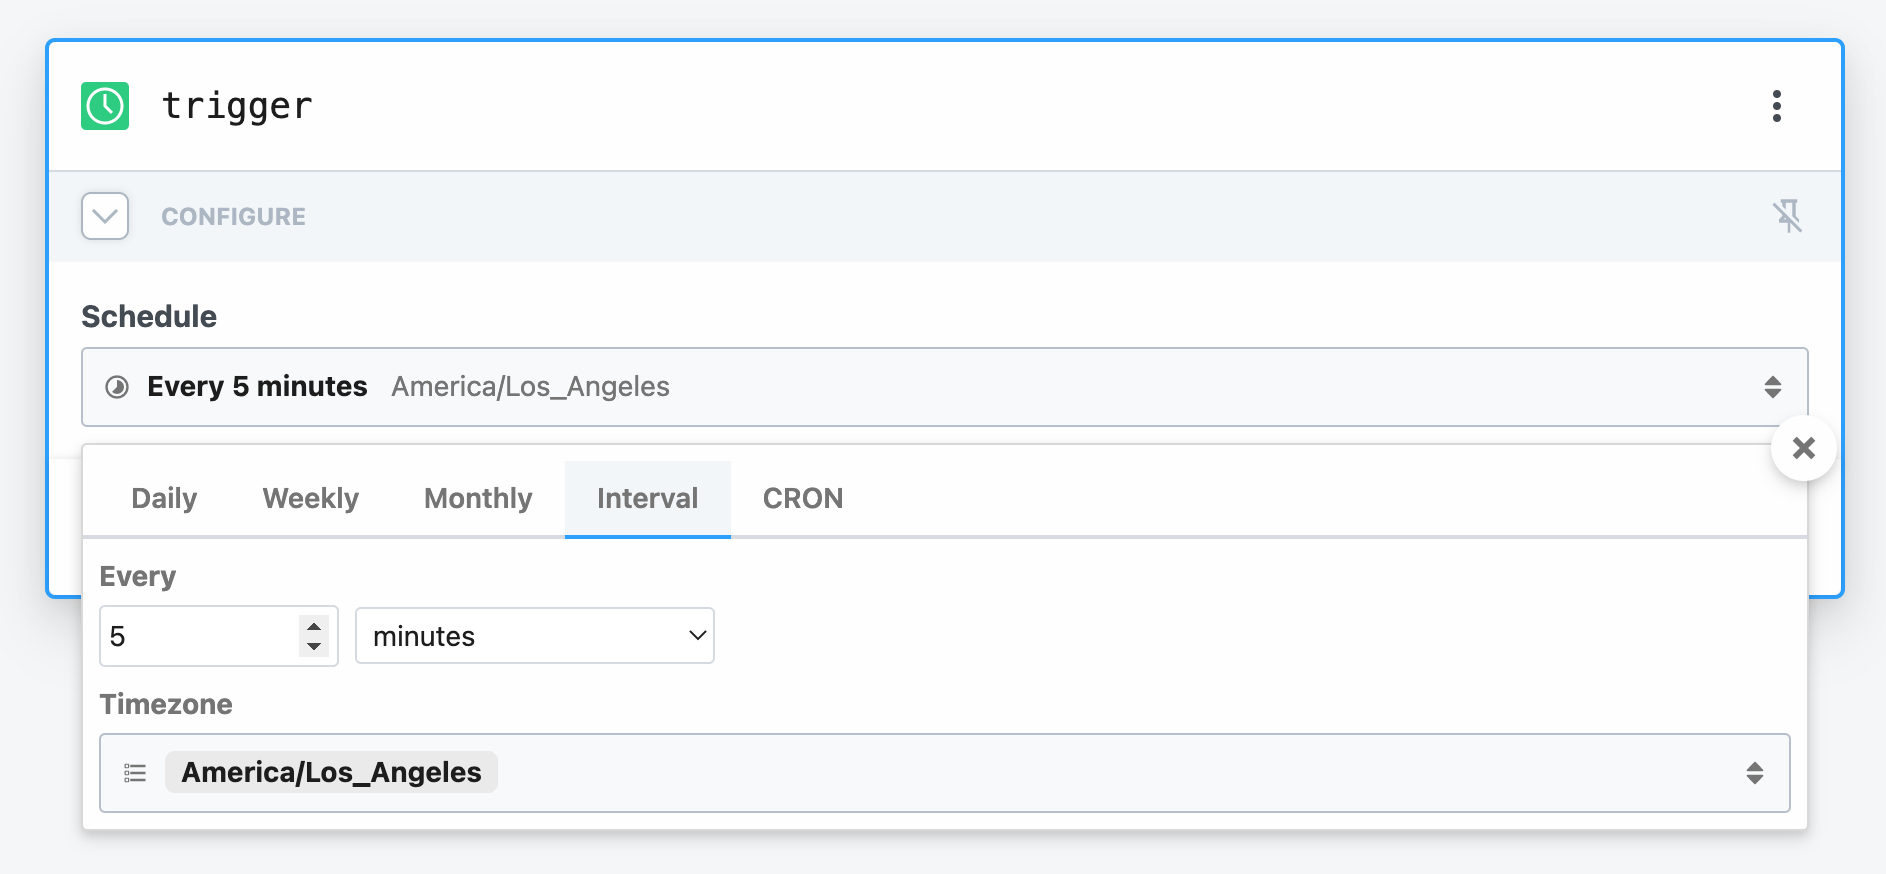 trigger
CONFIGURE
Schedule
Every 5 minutes America/Los_Angeles
Daily Weekly Monthly Interval CRON
Every
5 minutes
Timezone
America/Los_Angeles